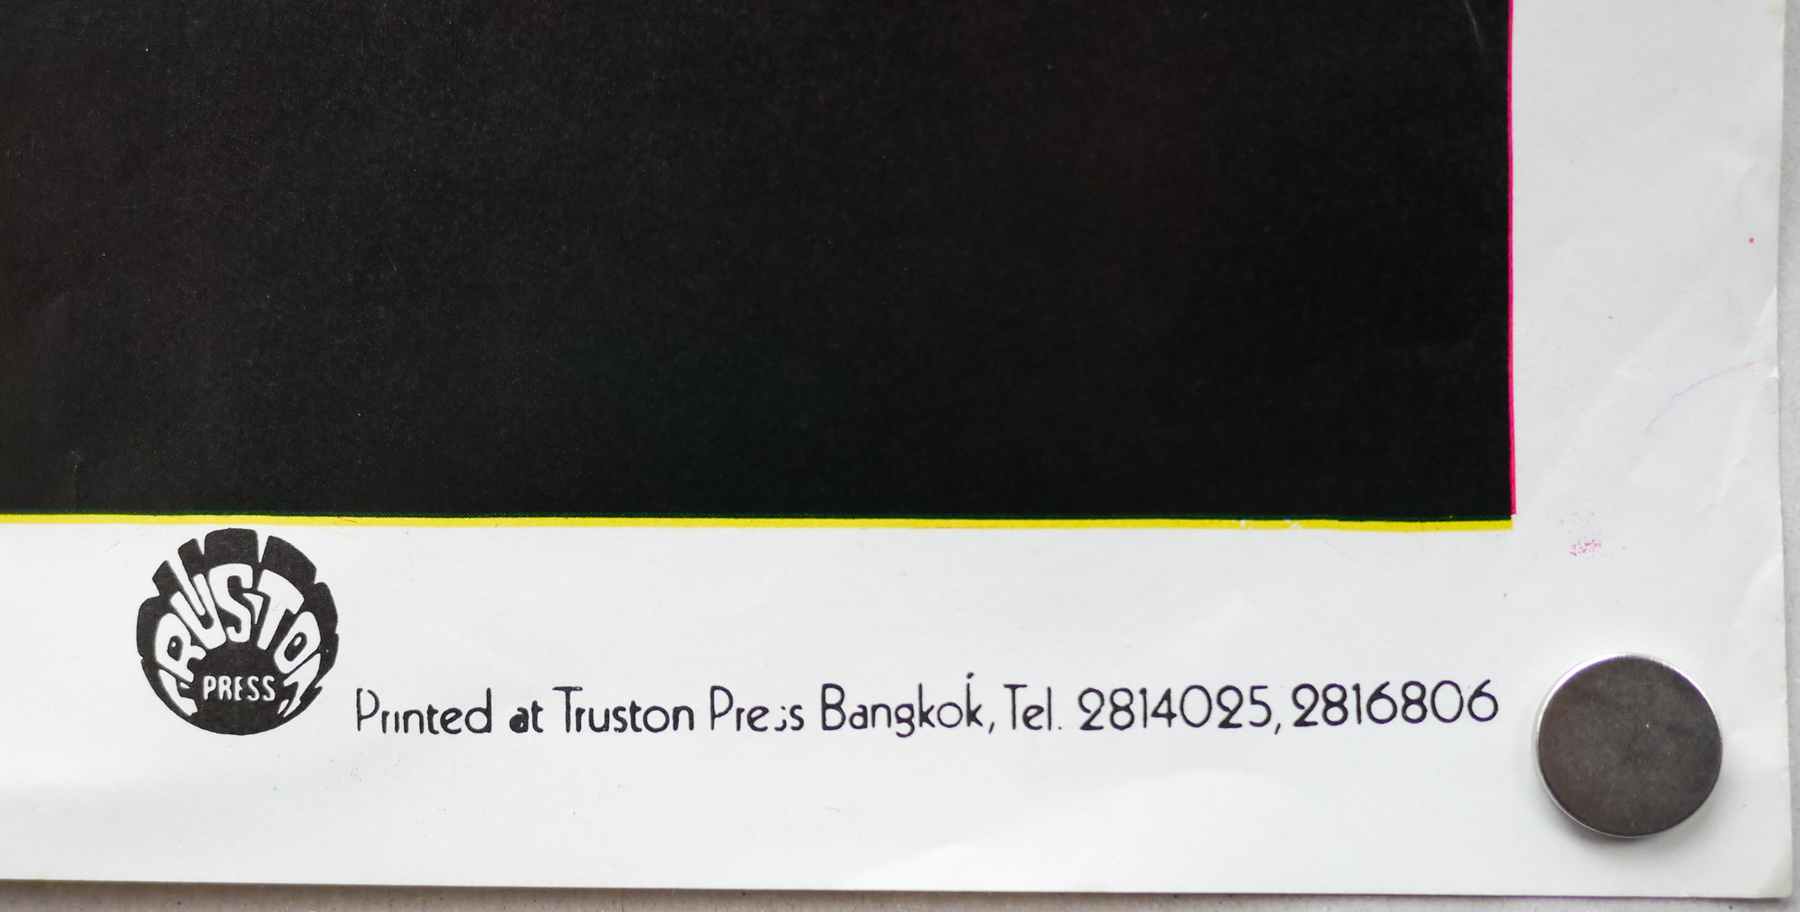 TRUSTON
PRESS
Printed at Truston Press Bangkok, Tel. 2814025, 2816806